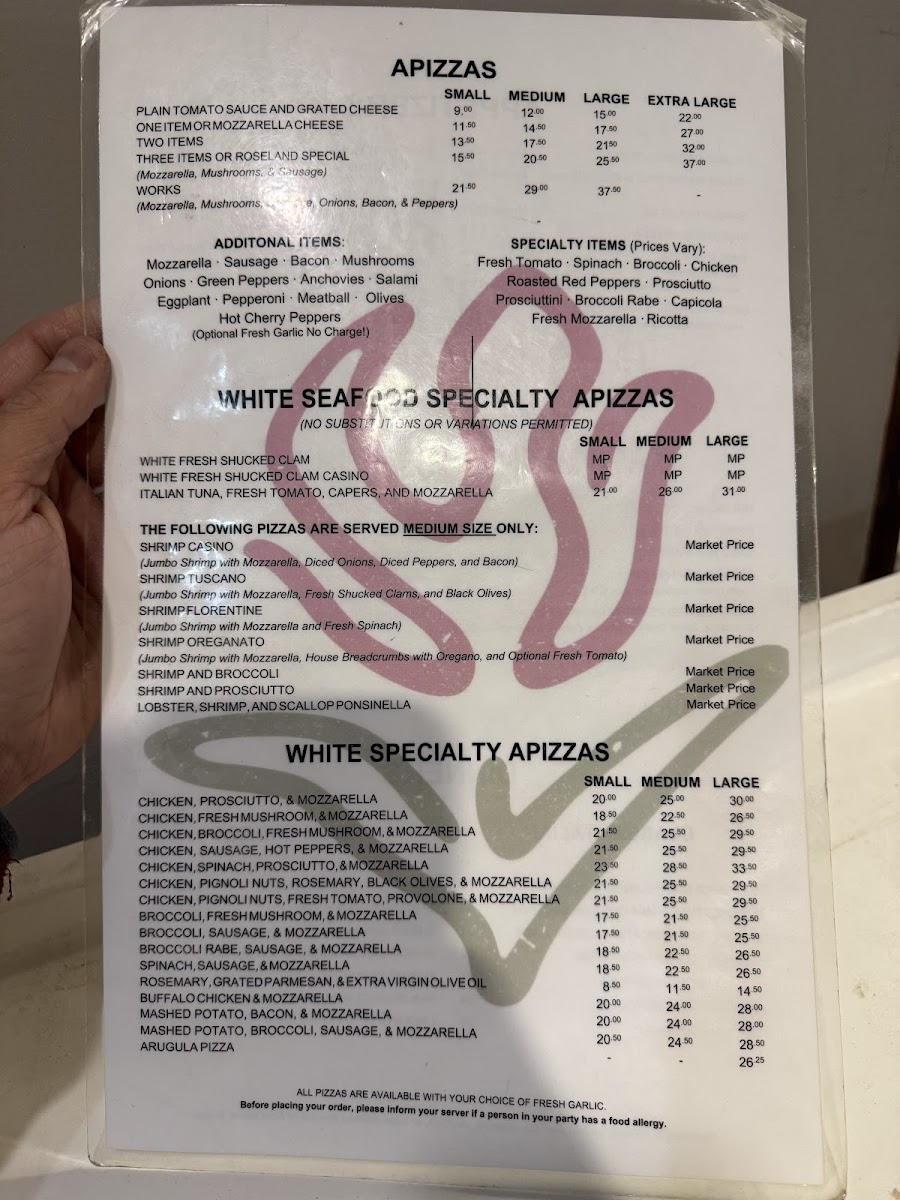 APIZZAS
SMALL MEDIUM LARGE EXTRA LARGE
PLAIN TOMATO SAUCE AND GRATED CHEESE 9.00 12.00 15.00 22.00
ONE ITEM OR MOZZARELLA CHEESE 11.50 14.50 17.50 27.00
TWO ITEMS 13.50 17.50 21.50 32.00
THREE ITEMS OR ROSELAND SPECIAL 15.50 20.50 25.50 37.00
(Mozzarella, Mushrooms, & Sausage)
WORKS 21.50 29.00 37.50 -
(Mozzarella, Mushrooms, Onions, Bacon, & Peppers)
-
ADDITONAL ITEMS:
Mozzarella · Sausage · Bacon · Mushrooms
Onions · Green Peppers · Anchovies · Salami
Eggplant · Pepperoni · Meatball · Olives
Hot Cherry Peppers
(Optional Fresh Garlic No Charge!)
SPECIALTY ITEMS (Prices Vary):
Fresh Tomato · Spinach · Broccoli · Chicken
Roasted Red Peppers · Prosciutto
Prosciuttini · Broccoli Rabe · Capicola
Fresh Mozzarella · Ricotta
WHITE SEAFOOD SPECIALTY APIZZAS
(NO SUBSTITUTIONS OR VARIATIONS PERMITTED)
SMALL MEDIUM LARGE
WHITE FRESH SHUCKED CLAM MP MP MP
WHITE FRESH SHUCKED CLAM CASINO MP MP MP
ITALIAN TUNA, FRESH TOMATO, CAPERS, AND MOZZARELLA 21.00 26.00 31.00
THE FOLLOWING PIZZAS ARE SERVED MEDIUM SIZE ONLY:
SHRIMP CASINO Market Price
(Jumbo Shrimp with Mozzarella, Diced Onions, Diced Peppers, and Bacon)
SHRIMP TUSCANO Market Price
(Jumbo Shrimp with Mozzarella, Fresh Shucked Clams, and Black Olives)
SHRIMP FLORENTINE Market Price
(Jumbo Shrimp with Mozzarella and Fresh Spinach)
SHRIMP OREGANATO Market Price
(Jumbo Shrimp with Mozzarella, House Breadcrumbs with Oregano, and Optional Fresh Tomato)
SHRIMP AND BROCCOLI Market Price
SHRIMP AND PROSCIUTTO Market Price
LOBSTER, SHRIMP, AND SCALLOP PONSINELLA Market Price
WHITE SPECIALTY APIZZAS
SMALL MEDIUM LARGE
CHICKEN, PROSCIUTTO, & MOZZARELLA 20.00 25.00 30.00
CHICKEN, FRESH MUSHROOM, & MOZZARELLA 18.50 22.50 26.50
CHICKEN, BROCCOLI, FRESH MUSHROOM, & MOZZARELLA 21.50 25.50 29.50
CHICKEN, SAUSAGE, HOT PEPPERS, & MOZZARELLA 21.50 25.50 29.50
CHICKEN, SPINACH, PROSCIUTTO, & MOZZARELLA 23.50 28.50 33.50
CHICKEN, PIGNOLI NUTS, ROSEMARY, BLACK OLIVES, & MOZZARELLA 21.50 25.50 29.50
CHICKEN, PIGNOLI NUTS, FRESH TOMATO, PROVOLONE, & MOZZARELLA 21.50 25.50 29.50
BROCCOLI, FRESH MUSHROOM, & MOZZARELLA 17.50 21.50 25.50
BROCCOLI, SAUSAGE, & MOZZARELLA 17.50 21.50 25.50
BROCCOLI RABE, SAUSAGE, & MOZZARELLA 18.50 22.50 26.50
SPINACH, SAUSAGE, & MOZZARELLA 18.50 22.50 26.50
ROSEMARY, GRATED PARMESAN, & EXTRA VIRGIN OLIVE OIL 8.50 11.50 14.50
BUFFALO CHICKEN & MOZZARELLA 20.00 24.00 28.00
MASHED POTATO, BACON, & MOZZARELLA 20.00 24.00 28.00
MASHED POTATO, BROCCOLI, SAUSAGE, & MOZZARELLA 20.50 24.50 28.50
ARUGULA PIZZA - - 26.25
ALL PIZZAS ARE AVAILABLE WITH YOUR CHOICE OF FRESH GARLIC.
Before placing your order, please inform your server if a person in your party has a food allergy.